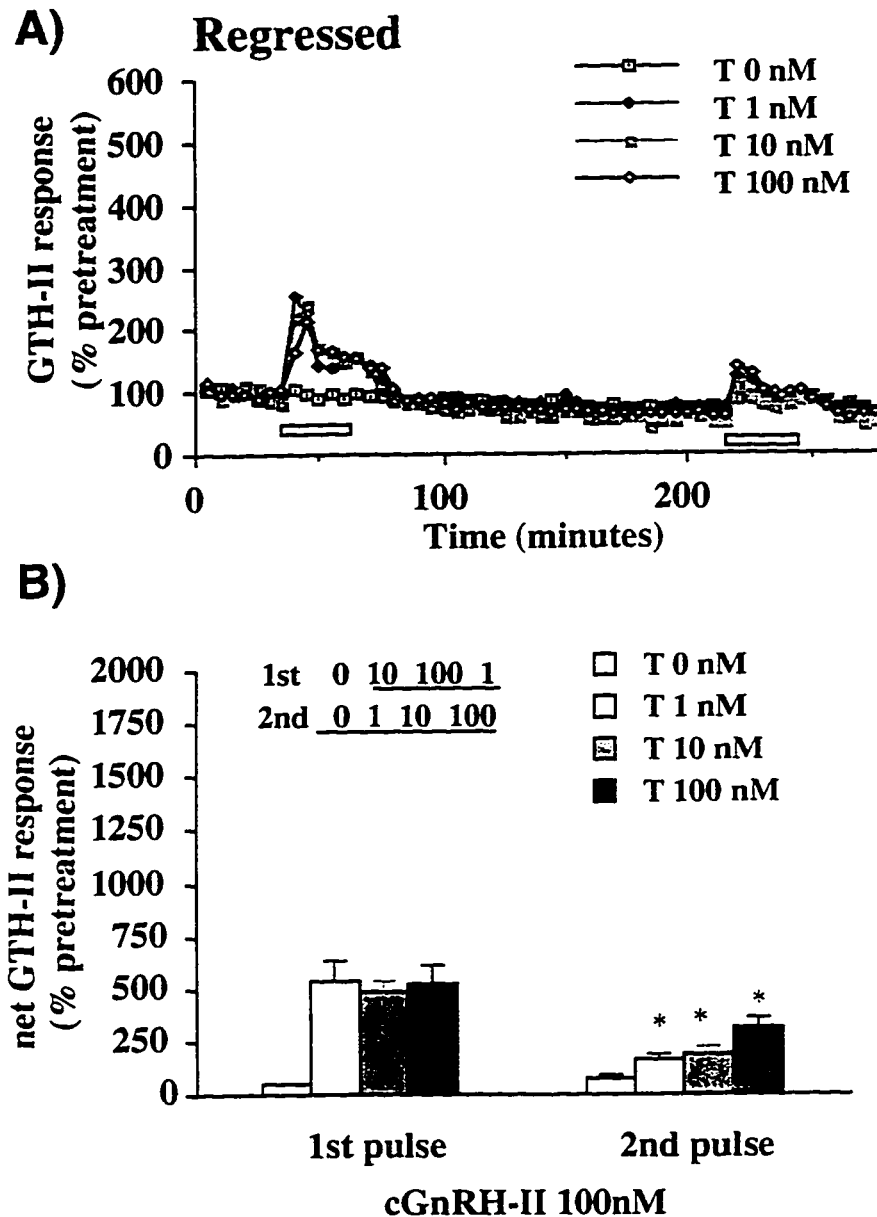 A) Regressed
T 0 nM
T 1 nM
T 10 nM
T 100 nM
GTH-II response
(% pretreatment)
600
500
400
300
200
100
0
0 100 200
Time (minutes)
B)
net GTH-II response
(% pretreatment)
2000
1750
1500
1250
1000
750
500
250
0
1st 0 10 100 1
2nd 0 1 10 100
T 0 nM
T 1 nM
T 10 nM
T 100 nM
* * *
1st pulse 2nd pulse
cGnRH-II 100nM